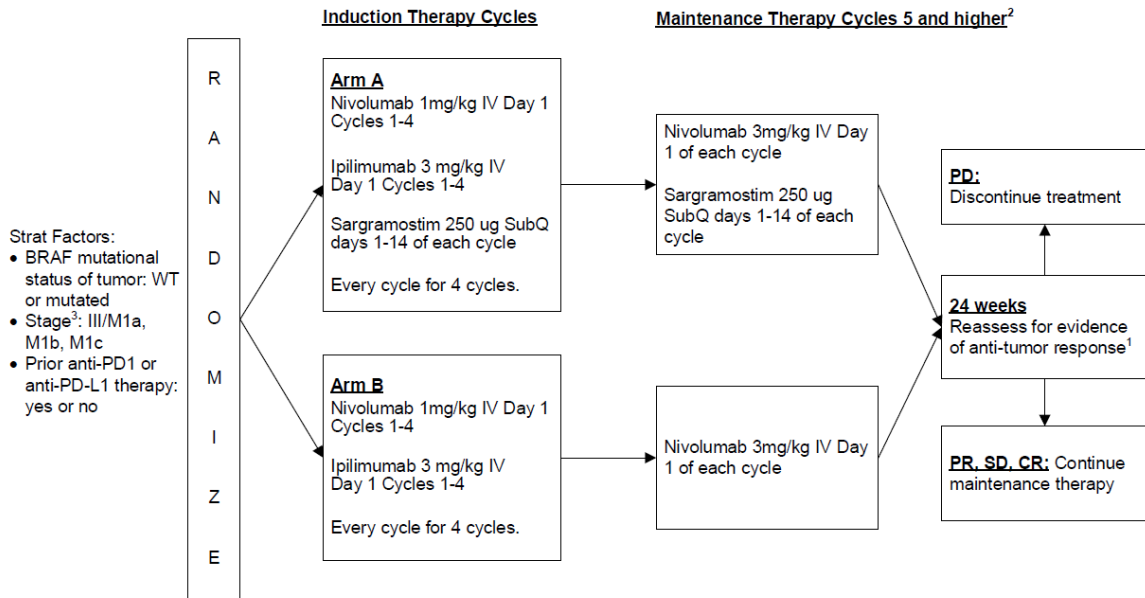 Induction Therapy Cycles
Maintenance Therapy Cycles 5 and higher²
Strat Factors:
• BRAF mutational
status of tumor: WT
or mutated
• Stage³: III/M1a,
M1b, M1c
• Prior anti-PD1 or
anti-PD-L1 therapy:
yes or no
R
A
N
D
O
M
I
Z
E
Arm A
Nivolumab 1mg/kg IV Day 1
Cycles 1-4
Ipilimumab 3 mg/kg IV
Day 1 Cycles 1-4
Sargramostim 250 ug SubQ
days 1-14 of each cycle
Every cycle for 4 cycles.
Arm B
Nivolumab 1mg/kg IV Day 1
Cycles 1-4
Ipilimumab 3 mg/kg IV
Day 1 Cycles 1-4
Every cycle for 4 cycles.
Nivolumab 3mg/kg IV Day
1 of each cycle
Sargramostim 250 ug
SubQ days 1-14 of each
cycle
Nivolumab 3mg/kg IV Day
1 of each cycle
PD:
Discontinue treatment
24 weeks
Reassess for evidence
of anti-tumor response¹
PR, SD, CR: Continue
maintenance therapy